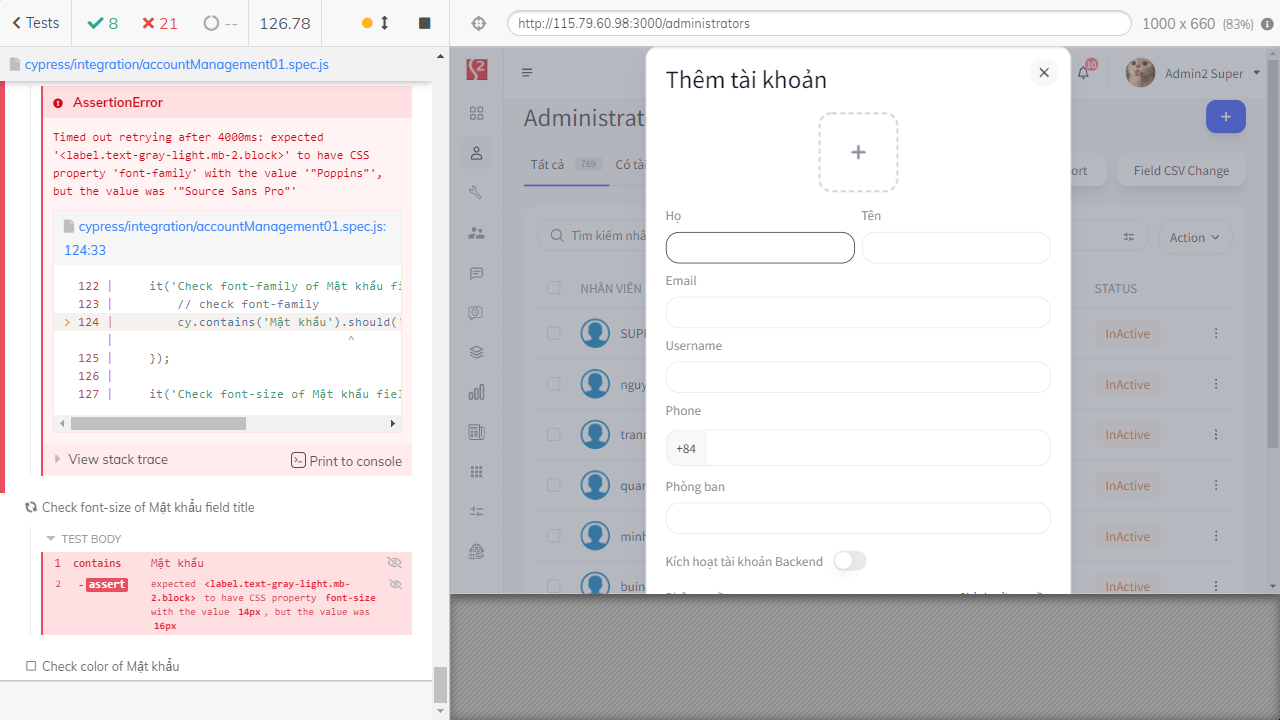 Tests
8
21
--
126.78
http://115.79.60.98:3000/administrators
1000 x 660 (83%)
cypress/integration/accountManagement01.spec.js
AssertionError
Timed out retrying after 4000ms: expected
'<label.text-gray-light.mb-2.block>' to have CSS
property 'font-family' with the value '"Poppins"',
but the value was '"Source Sans Pro"'
cypress/integration/accountManagement01.spec.js:
124:33
122 | it('Check font-family of Mật khẩu fi
123 | // check font-family
> 124 | cy.contains('Mật khẩu').should('
| ^
125 | });
126 |
127 | it('Check font-size of Mật khẩu fiel
View stack trace
Print to console
Check font-size of Mật khẩu field title
TEST BODY
1 contains Mật khẩu
2 -assert expected <label.text-gray-light.mb-
2.block> to have CSS property font-size
with the value 14px, but the value was
16px
Check color of Mật khẩu
10
Admin2 Super
Administrat
Tất cả 769
Có tà
ort
Field CSV Change
Tìm kiếm nhâ
Action
NHÂN VIÊN
STATUS
SUPP
InActive
nguy
InActive
trann
InActive
quan
InActive
minh
InActive
buin
InActive
Thêm tài khoản
Họ
Tên
Email
Username
Phone
+84
Phòng ban
Kích hoạt tài khoản Backend